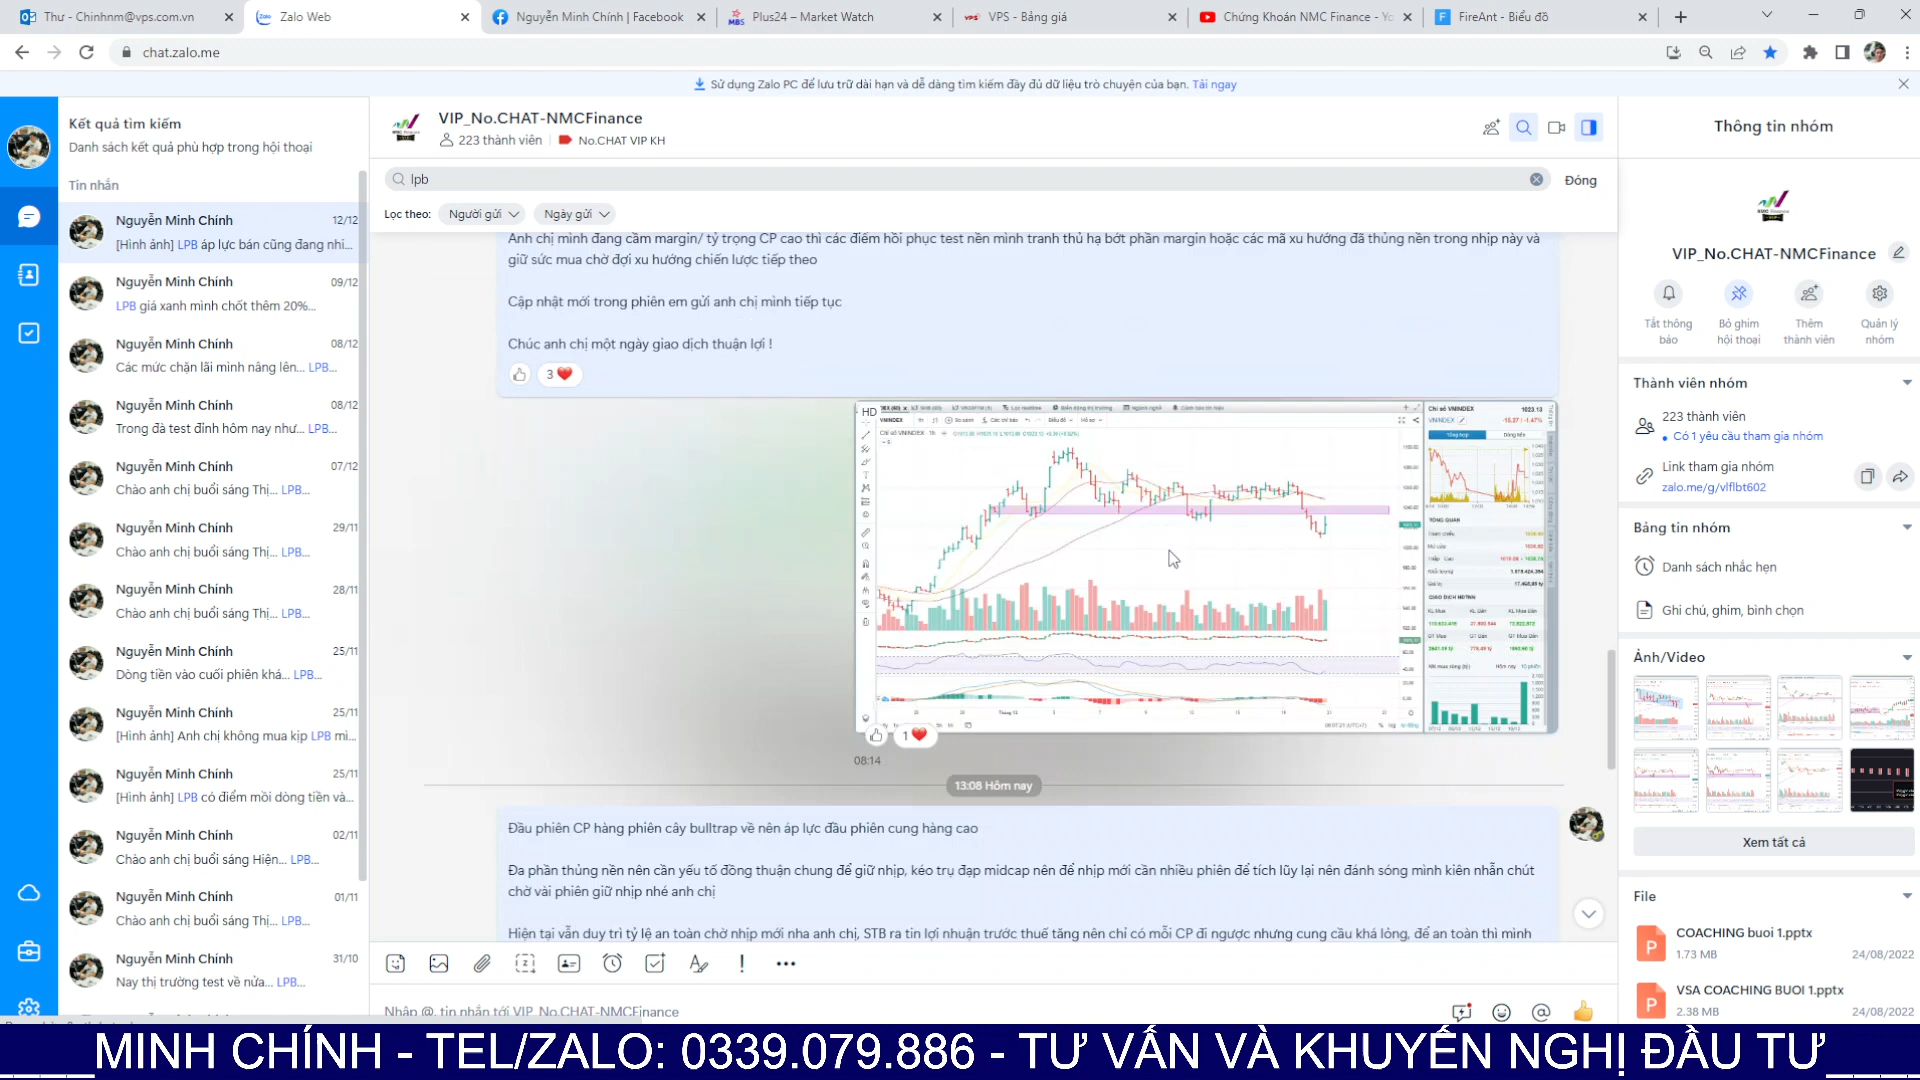 Thư - Chinhnm@vps.com.vn
Zalo Web
Nguyễn Minh Chính | Facebook
Plus24 – Market Watch
VPS - Bảng giá
Chứng Khoán NMC Finance - Yo
FireAnt - Biểu đồ
chat.zalo.me
Sử dụng Zalo PC để lưu trữ dài hạn và dễ dàng tìm kiếm đầy đủ dữ liệu trò chuyện của bạn. Tải ngay
Kết quả tìm kiếm
Danh sách kết quả phù hợp trong hội thoại
Tin nhắn
Nguyễn Minh Chính 12/12
[Hình ảnh] LPB áp lực bán cũng đang nhi...
Nguyễn Minh Chính 09/12
LPB giá xanh mình chốt thêm 20%...
Nguyễn Minh Chính 08/12
Các mức chặn lãi mình nâng lên... LPB...
Nguyễn Minh Chính 08/12
Trong đà test đỉnh hôm nay như... LPB...
Nguyễn Minh Chính 07/12
Chào anh chị buổi sáng Thị... LPB...
Nguyễn Minh Chính 29/11
Chào anh chị buổi sáng Thị... LPB...
Nguyễn Minh Chính 28/11
Chào anh chị buổi sáng Thị... LPB...
Nguyễn Minh Chính 25/11
Dòng tiền vào cuối phiên khá... LPB...
Nguyễn Minh Chính 25/11
[Hình ảnh] Anh chị không mua kịp LPB mì...
Nguyễn Minh Chính 25/11
[Hình ảnh] LPB có điểm mồi dòng tiền và...
Nguyễn Minh Chính 02/11
Chào anh chị buổi sáng Hiện... LPB...
Nguyễn Minh Chính 01/11
Chào anh chị buổi sáng Thị... LPB...
Nguyễn Minh Chính 31/10
Nay thị trường test về nửa... LPB...
VIP_No.CHAT-NMCFinance
223 thành viên
No.CHAT VIP KH
lpb
Đóng
Lọc theo:
Người gửi
Ngày gửi
Anh chị mình đang cầm margin/ tỷ trọng CP cao thì các điểm hồi phục test nền mình tranh thủ hạ bớt phần margin hoặc các mã xu hướng đã thủng nền trong nhịp này và
giữ sức mua chờ đợi xu hướng chiến lược tiếp theo
Cập nhật mới trong phiên em gửi anh chị mình tiếp tục
Chúc anh chị một ngày giao dịch thuận lợi !
3
HD
VNINDEX
Chỉ số VNINDEX
1023.13
VNINDEX
-15.27 / -1.47%
TỔNG QUAN
GIAO DỊCH NĐTNN
1
08:14
13:08 Hôm nay
Đầu phiên CP hàng phiên cây bulltrap về nên áp lực đầu phiên cung hàng cao
Đa phần thủng nền nên cần yếu tố đồng thuận chung để giữ nhịp, kéo trụ đạp midcap nên để nhịp mới cần nhiều phiên để tích lũy lại nên đánh sóng mình kiên nhẫn chút
chờ vài phiên giữ nhịp nhé anh chị
Hiện tại vẫn duy trì tỷ lệ an toàn chờ nhịp mới nha anh chị, STB ra tin lợi nhuận trước thuế tăng nên chỉ có mỗi CP đi ngược nhưng cung cầu khá lỏng, để an toàn thì mình
Nhập @, tin nhắn tới VIP_No.CHAT-NMCFinance
Thông tin nhóm
VIP_No.CHAT-NMCFinance
Tắt thông báo
Bỏ ghim hội thoại
Thêm thành viên
Quản lý nhóm
Thành viên nhóm
223 thành viên
Có 1 yêu cầu tham gia nhóm
Link tham gia nhóm
zalo.me/g/vlflbt602
Bảng tin nhóm
Danh sách nhắc hẹn
Ghi chú, ghim, bình chọn
Ảnh/Video
Xem tất cả
File
COACHING buoi 1.pptx
1.73 MB 24/08/2022
VSA COACHING BUOI 1.pptx
2.38 MB 24/08/2022
MINH CHÍNH - TEL/ZALO: 0339.079.886 - TƯ VẤN VÀ KHUYẾN NGHỊ ĐẦU TƯ